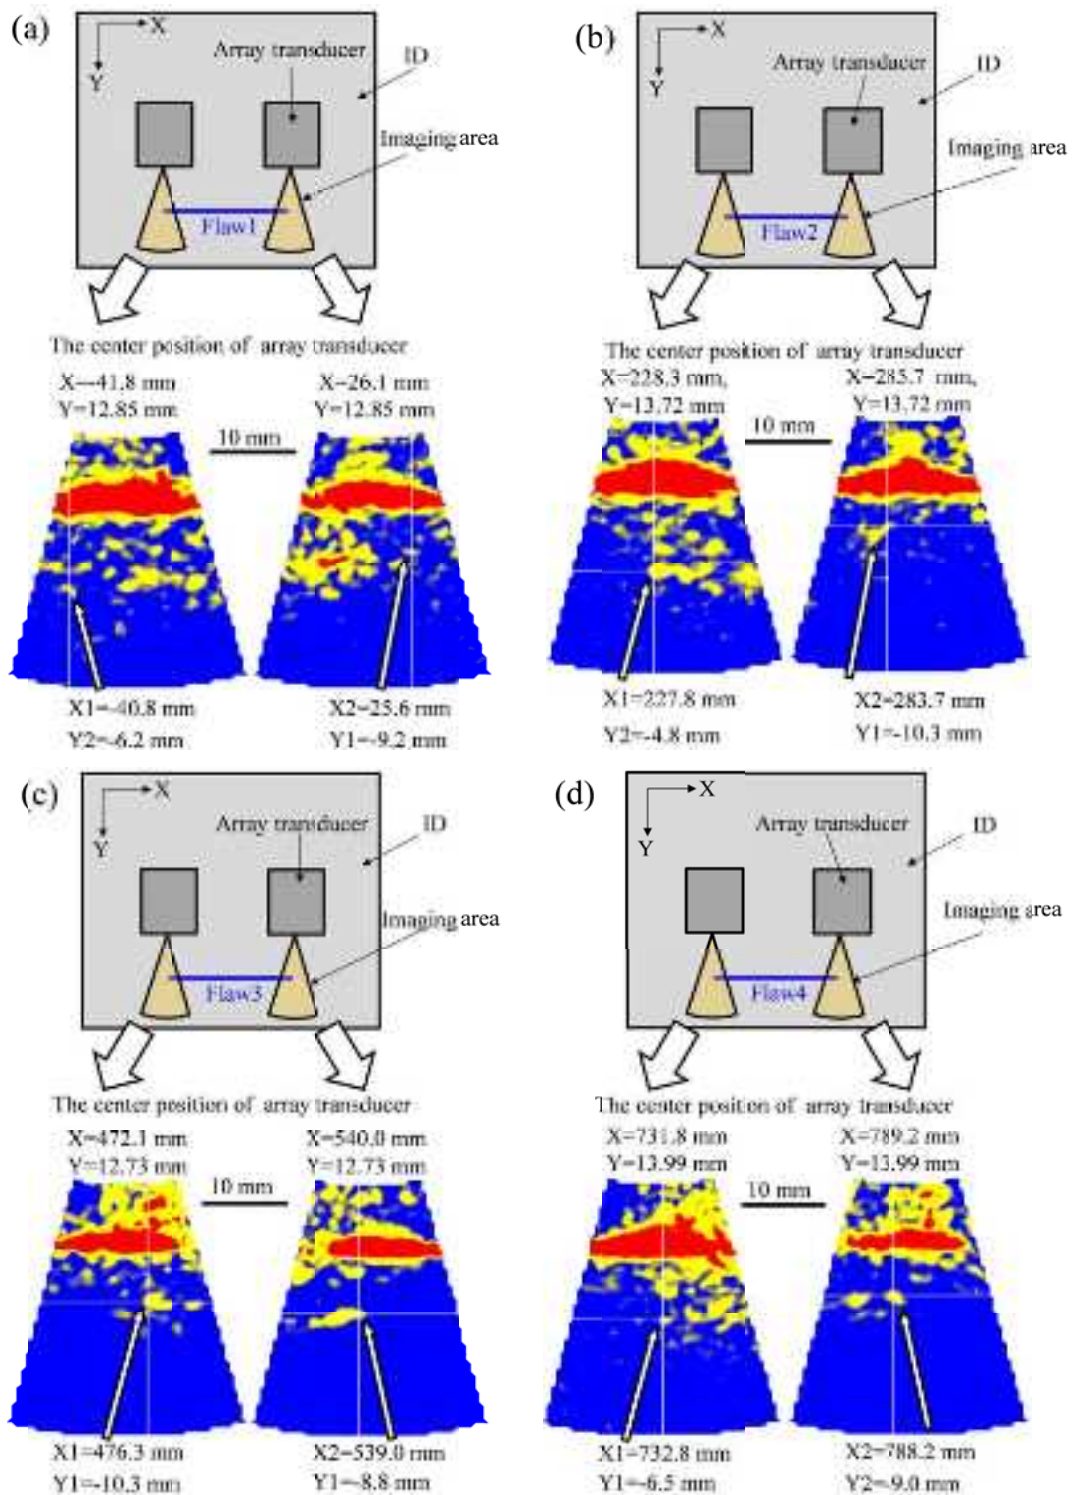 (a)
X
Y
Array transducer
ID
Imaging area
Flaw1
The center position of array transducer
X=-41.8 mm
Y=12.85 mm
X=26.1 mm
Y=12.85 mm
10 mm
X1=-40.8 mm
Y2=-6.2 mm
X2=25.6 mm
Y1=-9.2 mm
(b)
X
Y
Array transducer
ID
Imaging area
Flaw2
The center position of array transducer
X=228.3 mm,
Y=13.72 mm
X=285.7 mm,
Y=13.72 mm
10 mm
X1=227.8 mm
Y2=-4.8 mm
X2=283.7 mm
Y1=-10.3 mm
(c)
X
Y
Array transducer
ID
Imaging area
Flaw3
The center position of array transducer
X=472.1 mm
Y=12.73 mm
X=540.0 mm
Y=12.73 mm
10 mm
X1=476.3 mm
Y1=-10.3 mm
X2=539.0 mm
Y1=-8.8 mm
(d)
X
Y
Array transducer
ID
Imaging area
Flaw4
The center position of array transducer
X=731.8 mm
Y=13.99 mm
X=789.2 mm
Y=13.99 mm
10 mm
X1=732.8 mm
Y1=-6.5 mm
X2=788.2 mm
Y2=-9.0 mm